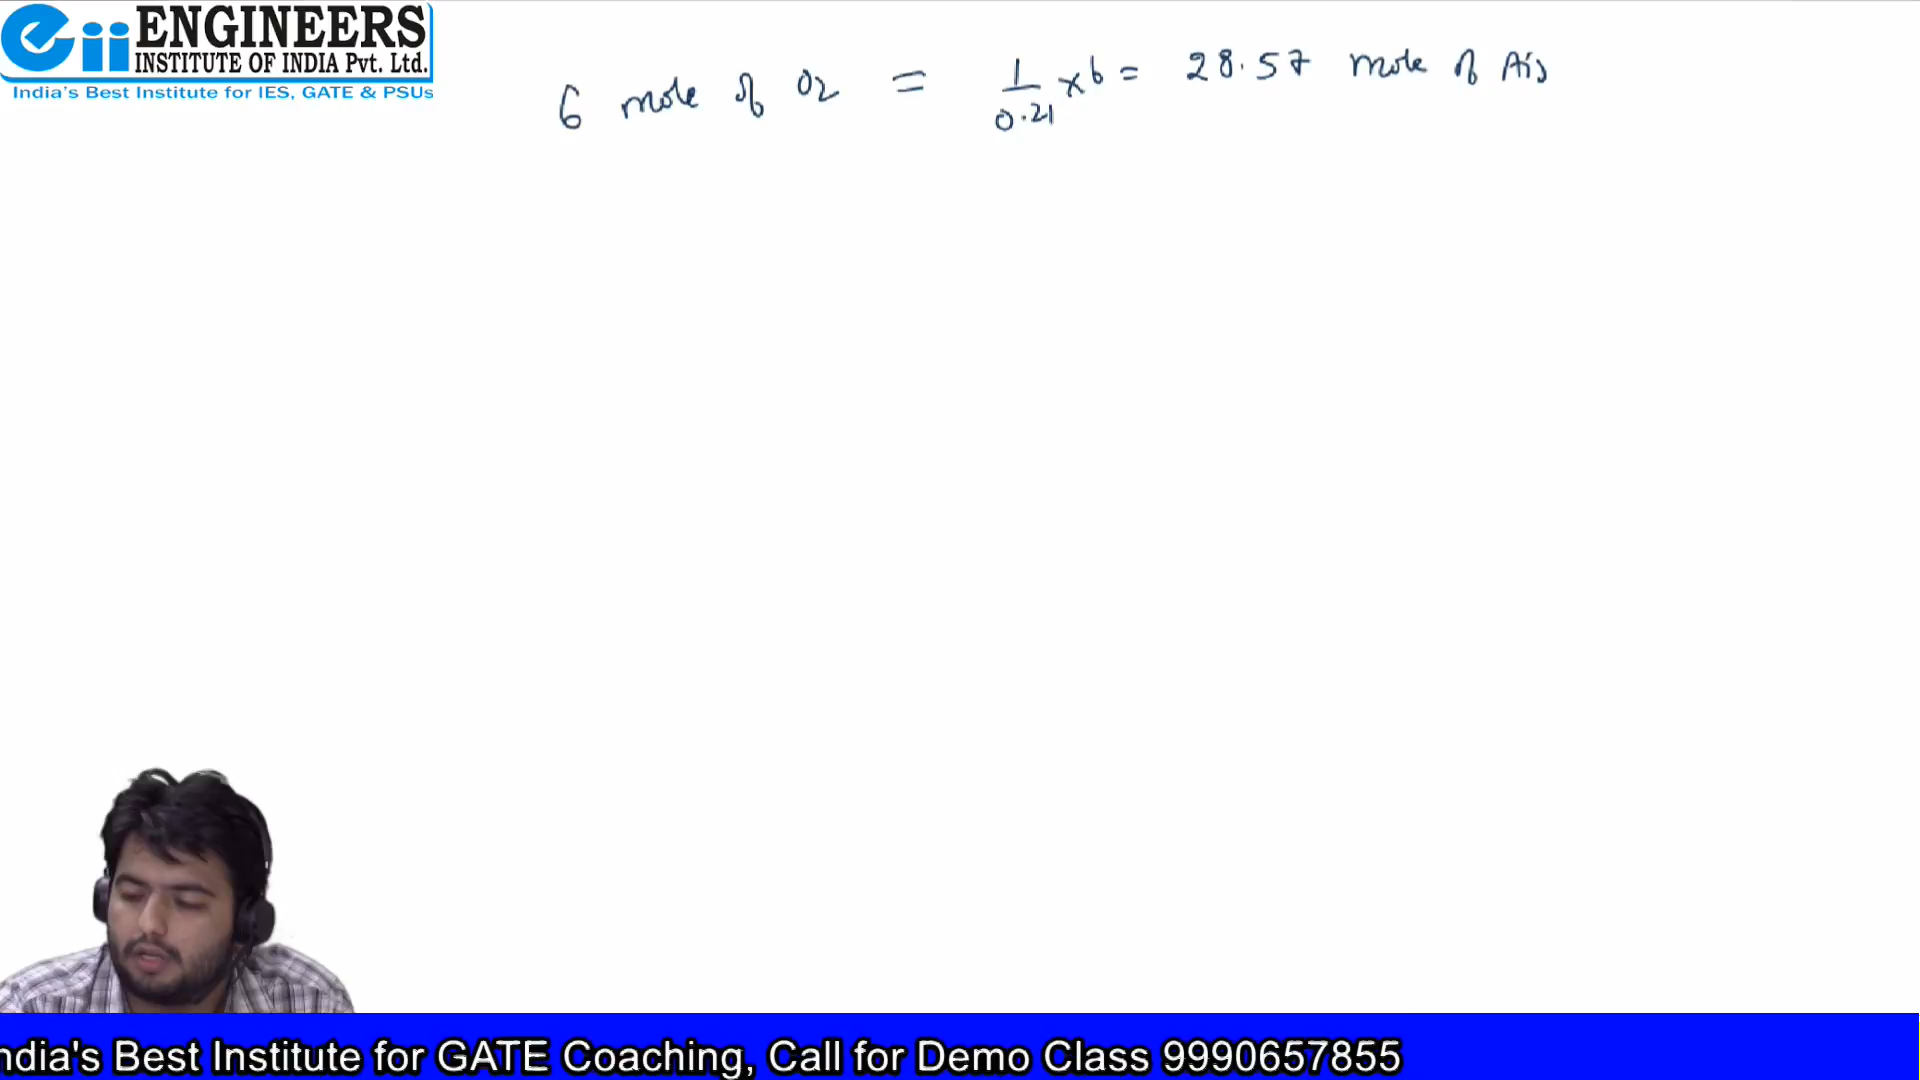 eii ENGINEERS
INSTITUTE OF INDIA Pvt. Ltd.
India's Best Institute for IES, GATE & PSUs
6 mole of O2 = 1/0.21 x 6 = 28.57 mole of Air
ndia's Best Institute for GATE Coaching, Call for Demo Class 9990657855